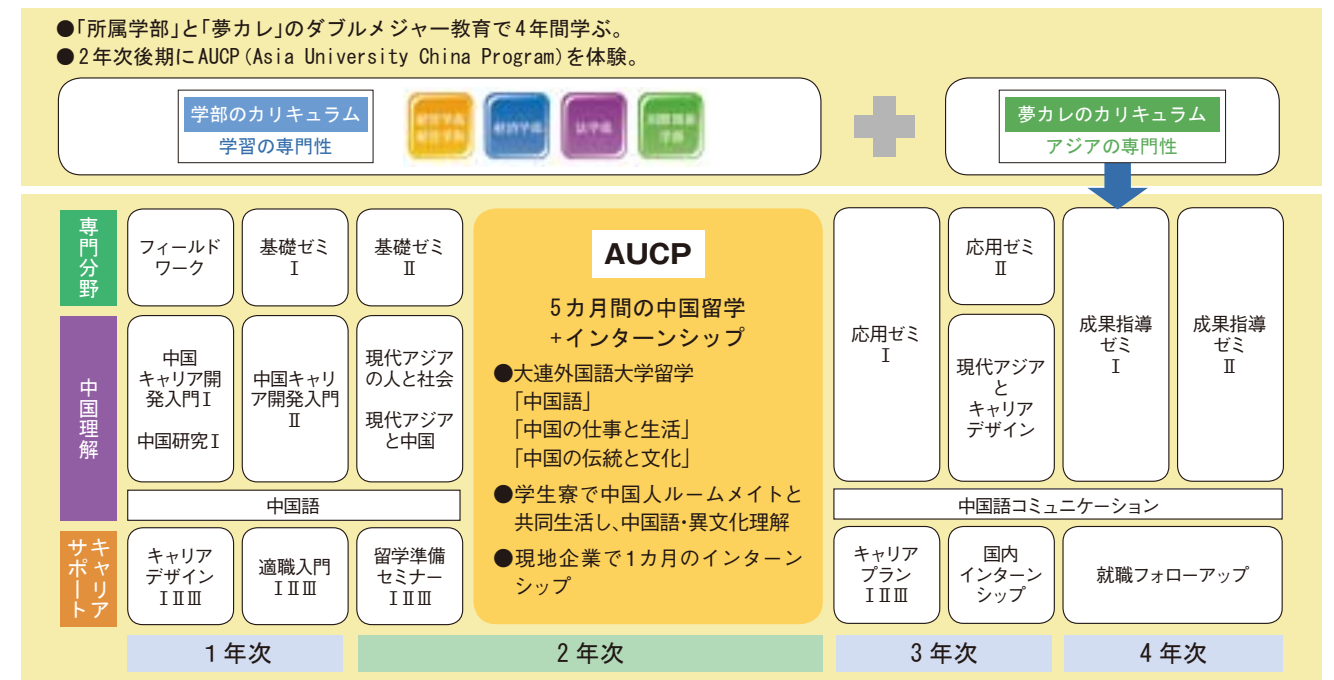 ●「所属学部」と「夢カレ」のダブルメジャー教育で4年間学ぶ。
●2年次後期にAUCP(Asia University China Program)を体験。
学部のカリキュラム
学習の専門性
夢カレのカリキュラム
アジアの専門性
専門分野
フィールド
ワーク
基礎ゼミ
Ⅰ
基礎ゼミ
Ⅱ
AUCP
5カ月間の中国留学
+インターンシップ
●大連外国語大学留学
「中国語」
「中国の仕事と生活」
「中国の伝統と文化」
●学生寮で中国人ルームメイトと
共同生活し、中国語・異文化理解
●現地企業で1カ月のインターン
シップ
応用ゼミ
Ⅰ
応用ゼミ
Ⅱ
成果指導
ゼミ
Ⅰ
成果指導
ゼミ
Ⅱ
中国理解
中国
キャリア開
発入門Ⅰ
中国研究Ⅰ
中国キャリ
ア開発入門
Ⅱ
現代アジア
の人と社会
現代アジア
と中国
現代アジア
と
キャリア
デザイン
中国語
中国語コミュニケーション
キャリア
サポート
キャリア
デザイン
ⅠⅡⅢ
適職入門
ⅠⅡⅢ
留学準備
セミナー
ⅠⅡⅢ
キャリア
プラン
ⅠⅡⅢ
国内
インターン
シップ
就職フォローアップ
1年次
2年次
3年次
4年次